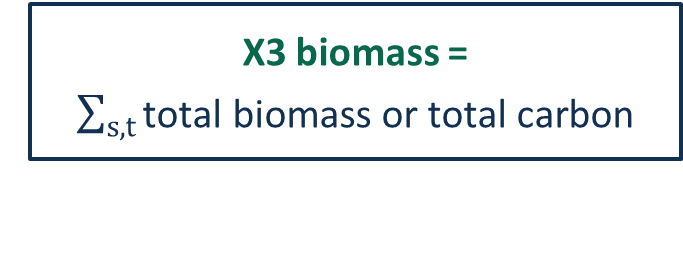 X3 biomass =
∑s,t total biomass or total carbon